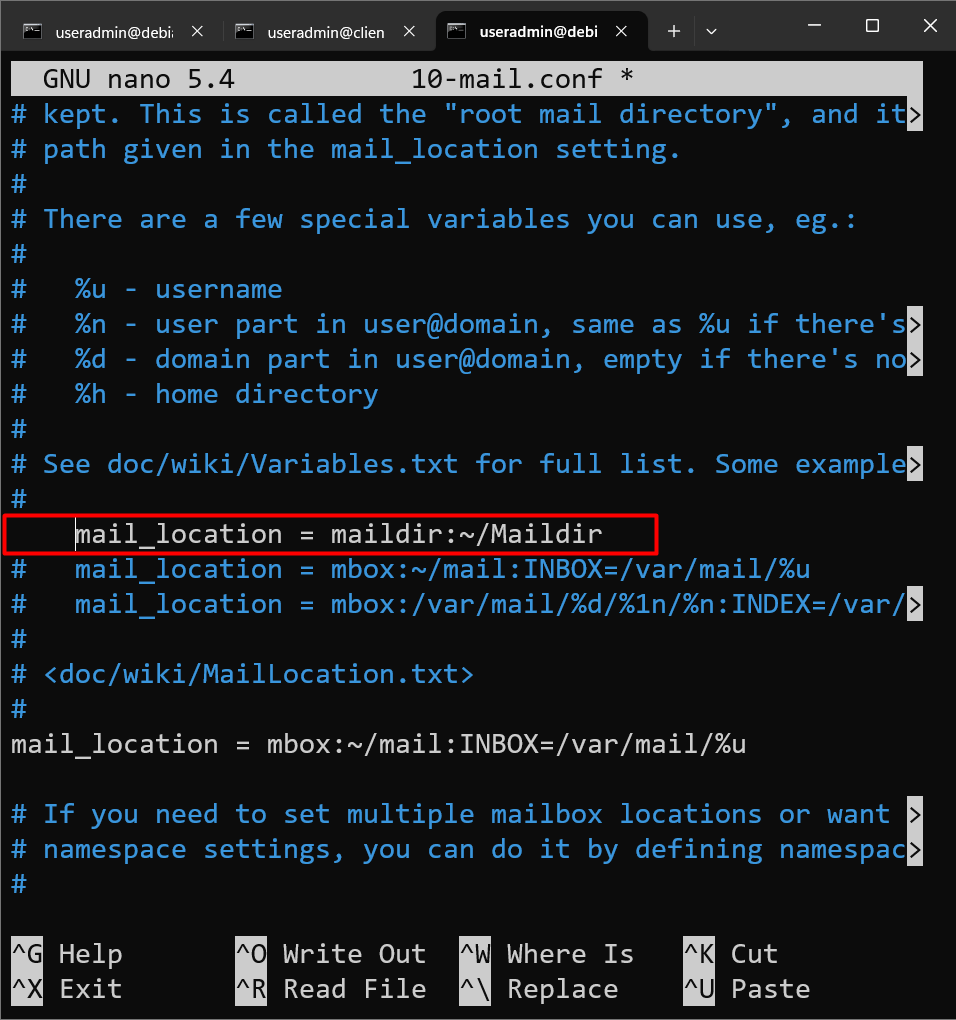 useradmin@debi
useradmin@clien
useradmin@debi
GNU nano 5.4 10-mail.conf *
# kept. This is called the "root mail directory", and it>
# path given in the mail_location setting.
#
# There are a few special variables you can use, eg.:
#
#   %u - username
#   %n - user part in user@domain, same as %u if there's>
#   %d - domain part in user@domain, empty if there's no>
#   %h - home directory
#
# See doc/wiki/Variables.txt for full list. Some example>
#
mail_location = maildir:~/Maildir
#   mail_location = mbox:~/mail:INBOX=/var/mail/%u
#   mail_location = mbox:/var/mail/%d/%1n/%n:INDEX=/var/>
#
# <doc/wiki/MailLocation.txt>
#
mail_location = mbox:~/mail:INBOX=/var/mail/%u
# If you need to set multiple mailbox locations or want >
# namespace settings, you can do it by defining namespac>
#
^G Help ^O Write Out ^W Where Is ^K Cut
^X Exit ^R Read File ^\ Replace ^U Paste